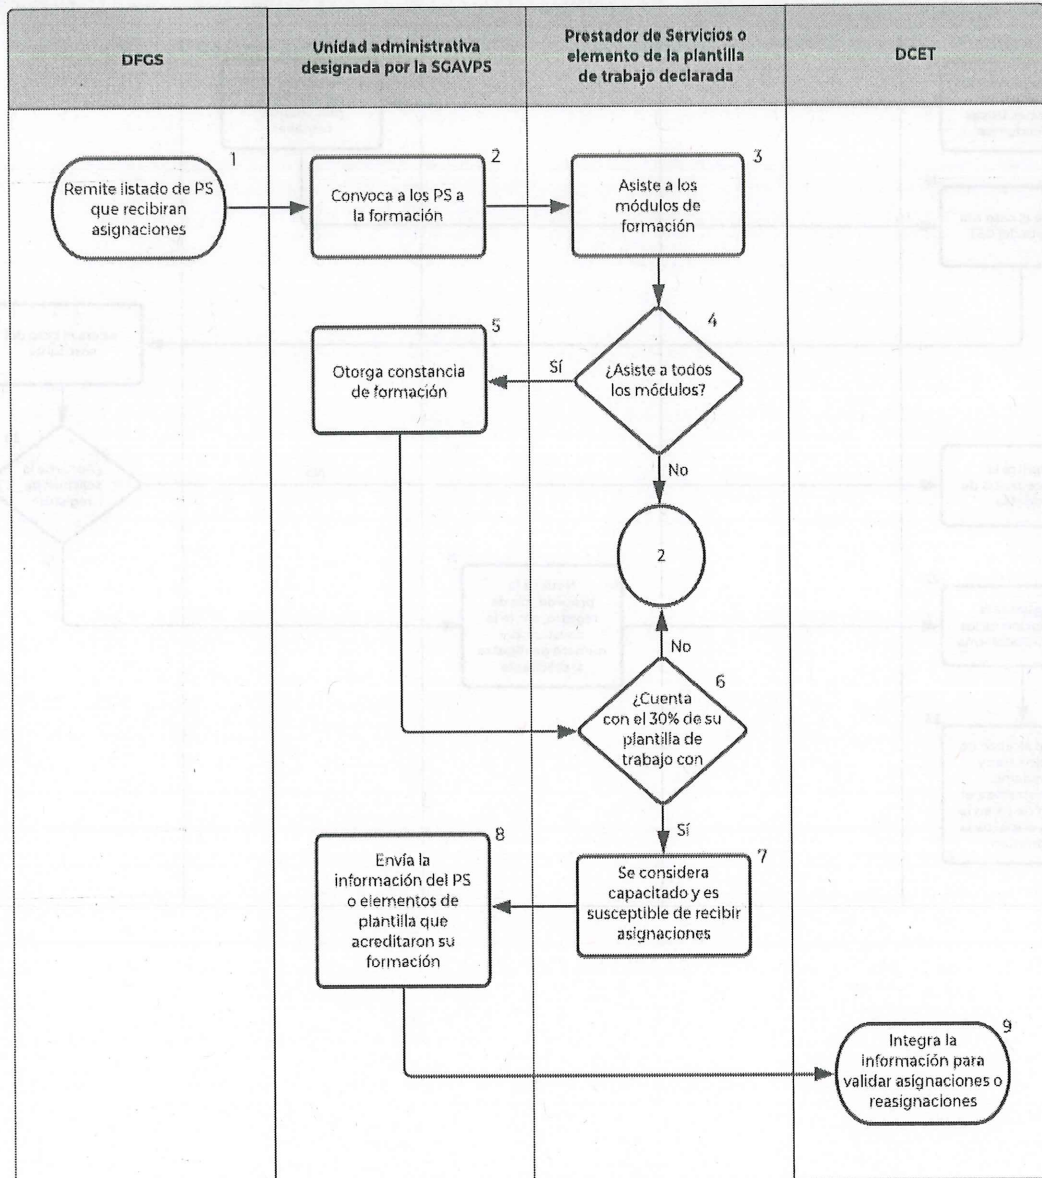 DFGS
Unidad administrativa
designada por la SGAVPS
Prestador de Servicios o
elemento de la plantilla
de trabajo declarada
DCET
1
Remite listado de PS
que recibiran
asignaciones
2
Convoca a los PS a
la formación
3
Asiste a los
módulos de
formación
4
¿Asiste a todos
los módulos?
Sí
5
Otorga constancia
de formación
No
2
No
6
¿Cuenta
con el 30% de su
plantilla de
trabajo con
Sí
7
Se considera
capacitado y es
susceptible de recibir
asignaciones
8
Envía la
información del PS
o elementos de
plantilla que
acreditaron su
formación
9
Integra la
información para
validar asignaciones o
reasignaciones